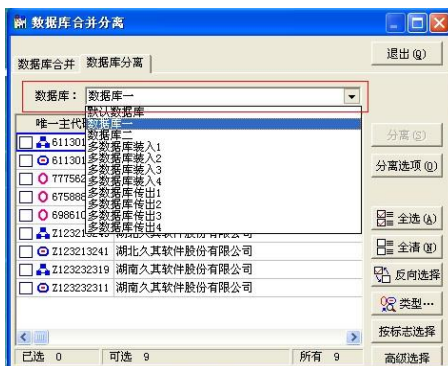 数据库合并分离
退出(Q)
数据库合并 数据库分离
数据库： 数据库一
默认数据库
数据库一
数据库二
多数据库装入1
多数据库装入2
多数据库装入3
多数据库装入4
多数据库传出1
多数据库传出2
多数据库传出3
多数据库传出4
唯一主代
611301
611301
777562
675888
698610
Z123213241 湖北久其软件股份有限公司
Z123232319 湖南久其软件股份有限公司
Z123232311 湖南久其软件股份有限公司
分离(S)
分离选项(O)
全选(A)
全清(N)
反向选择
类型…
按标志选择
高级选择
已选 0 可选 9 所有 9